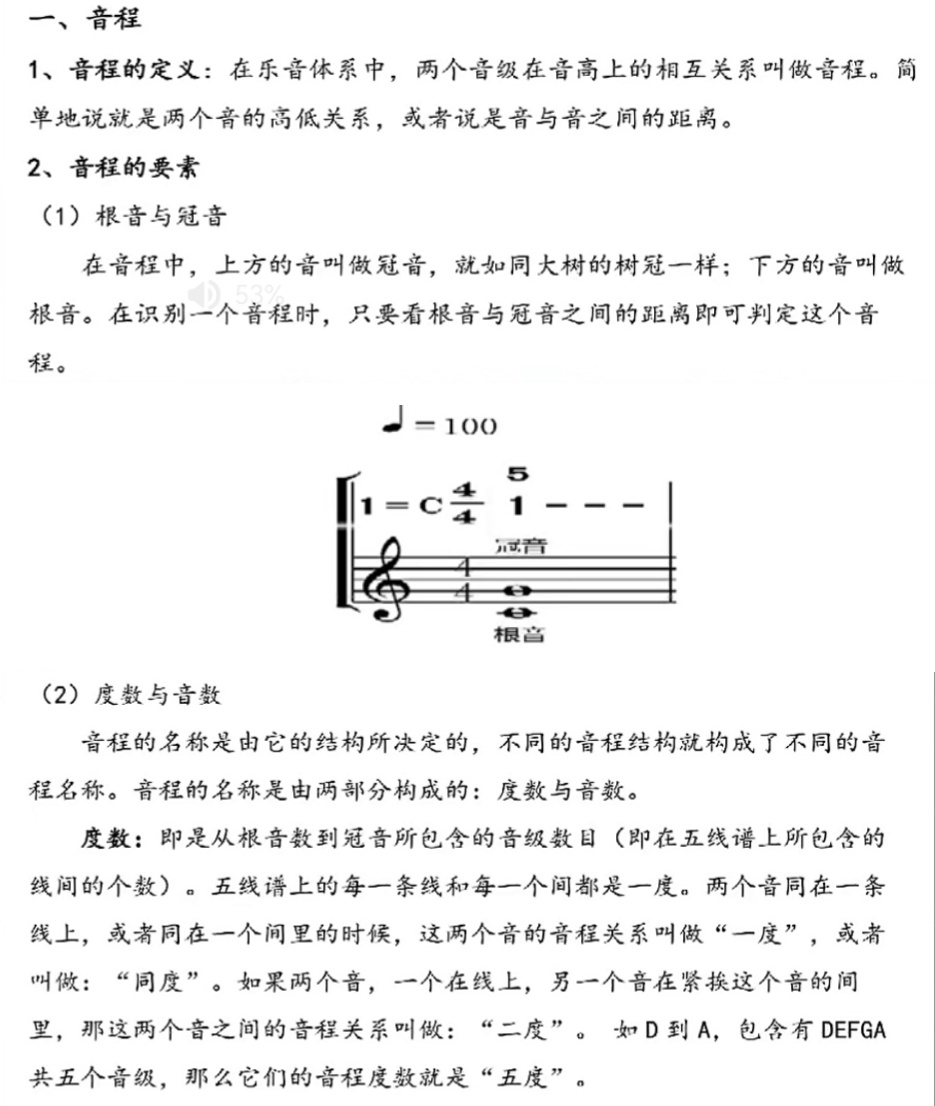 一、音程
1、音程的定义：在乐音体系中，两个音级在音高上的相互关系叫做音程。简
单地说就是两个音的高低关系，或者说是音与音之间的距离。
2、音程的要素
（1）根音与冠音
在音程中，上方的音叫做冠音，就如同大树的树冠一样；下方的音叫做
53%
根音。在识别一个音程时，只要看根音与冠音之间的距离即可判定这个音
程。
= 100
5
1 = C 4/4 1 - - -
冠音
4
4
根音
（2）度数与音数
音程的名称是由它的结构所决定的，不同的音程结构就构成了不同的音
程名称。音程的名称是由两部分构成的：度数与音数。
度数：即是从根音数到冠音所包含的音级数目（即在五线谱上所包含的
线间的个数）。五线谱上的每一条线和每一个间都是一度。两个音同在一条
线上，或者同在一个间里的时候，这两个音的音程关系叫做“一度”，或者
叫做：“同度”。如果两个音，一个在线上，另一个音在紧挨这个音的间
里，那这两个音之间的音程关系叫做：“二度”。 如 D 到 A，包含有 DEFGA
共五个音级，那么它们的音程度数就是“五度”。